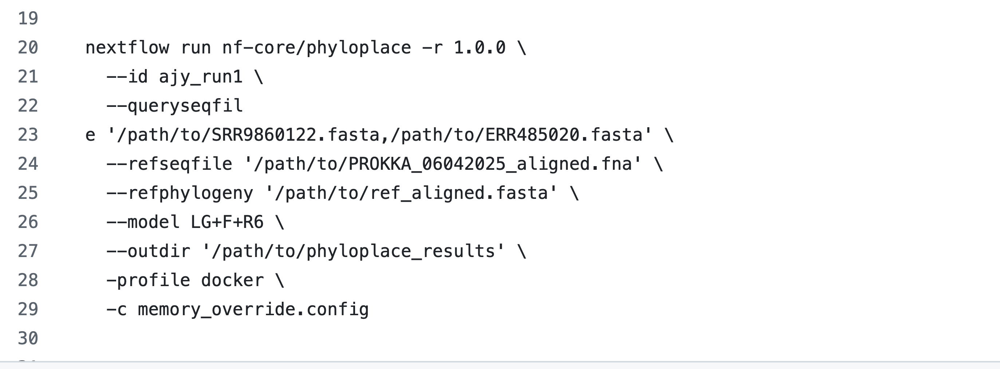 19
20 nextflow run nf-core/phyloplace -r 1.0.0 \
21 --id ajy_run1 \
22 --queryseqfil
23 e '/path/to/SRR9860122.fasta,/path/to/ERR485020.fasta' \
24 --refseqfile '/path/to/PROKKA_06042025_aligned.fna' \
25 --refphylogeny '/path/to/ref_aligned.fasta' \
26 --model LG+F+R6 \
27 --outdir '/path/to/phyloplace_results' \
28 -profile docker \
29 -c memory_override.config
30